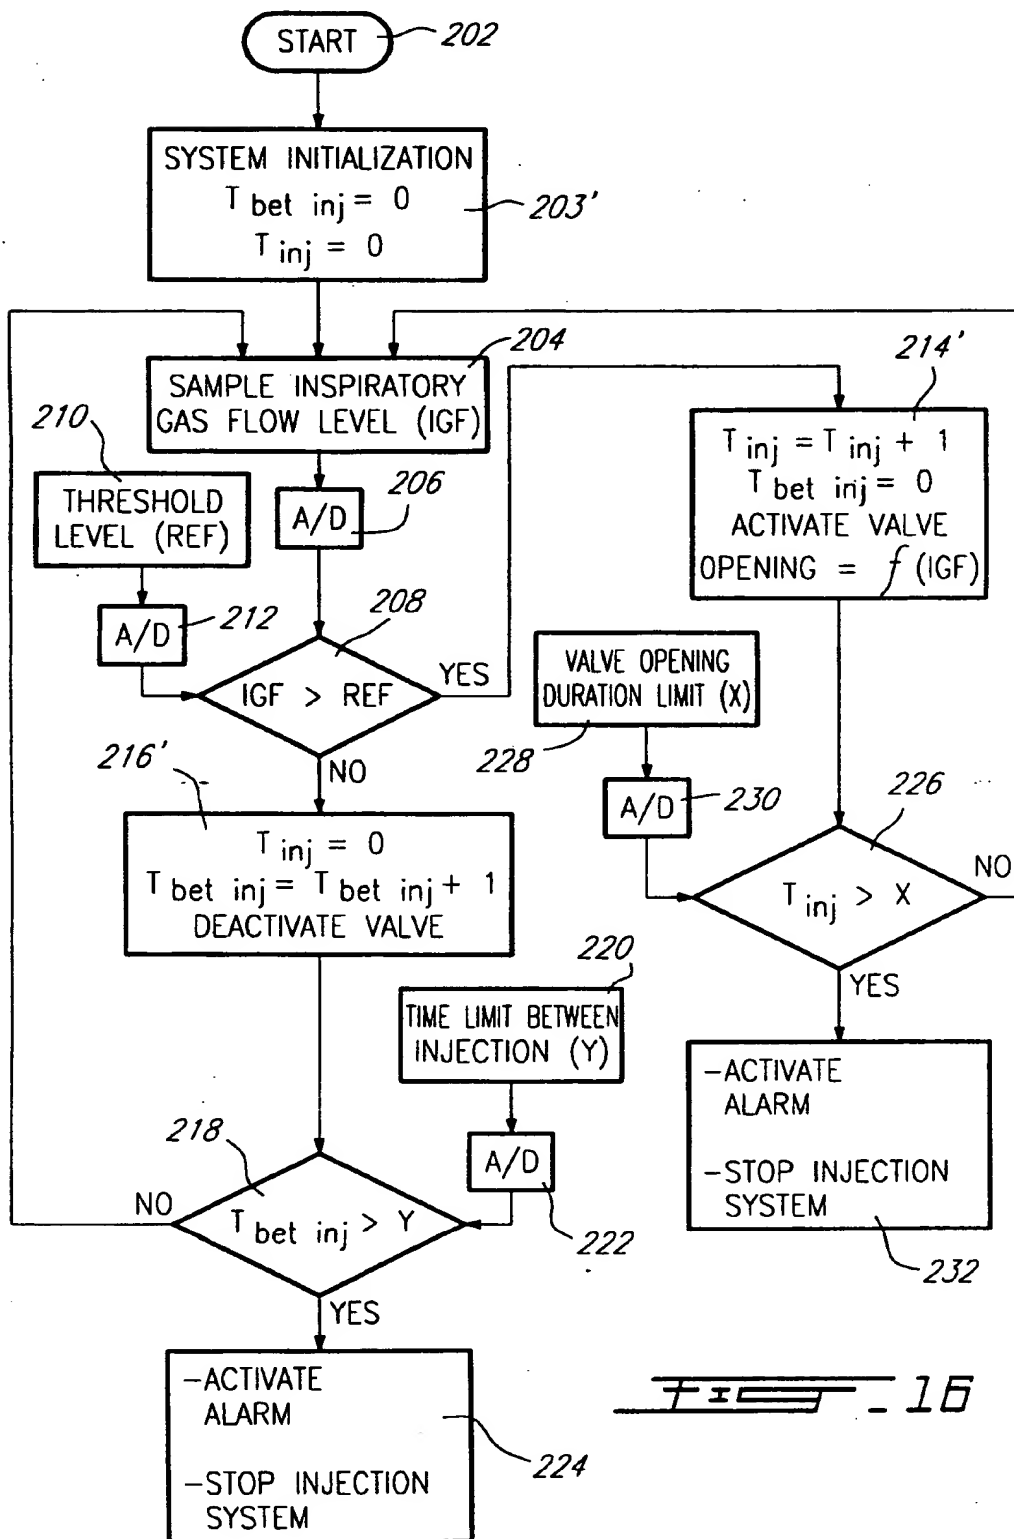 START
202
SYSTEM INITIALIZATION
T bet inj = 0
T inj = 0
203'
204
SAMPLE INSPIRATORY
GAS FLOW LEVEL (IGF)
214'
T inj = T inj + 1
T bet inj = 0
ACTIVATE VALVE
OPENING = f (IGF)
210
THRESHOLD
LEVEL (REF)
A/D
206
A/D
212
208
IGF > REF
YES
NO
VALVE OPENING
DURATION LIMIT (X)
228
A/D
230
226
T inj > X
NO
YES
216'
T inj = 0
T bet inj = T bet inj + 1
DEACTIVATE VALVE
220
TIME LIMIT BETWEEN
INJECTION (Y)
A/D
222
-ACTIVATE
ALARM
-STOP INJECTION
SYSTEM
232
218
NO
T bet inj > Y
YES
-ACTIVATE
ALARM
-STOP INJECTION
SYSTEM
224
FIG - 16